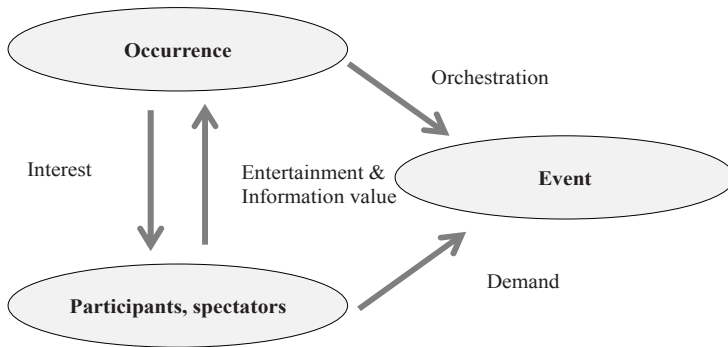 Occurrence
Orchestration
Interest
Entertainment &
Information value
Event
Participants, spectators
Demand